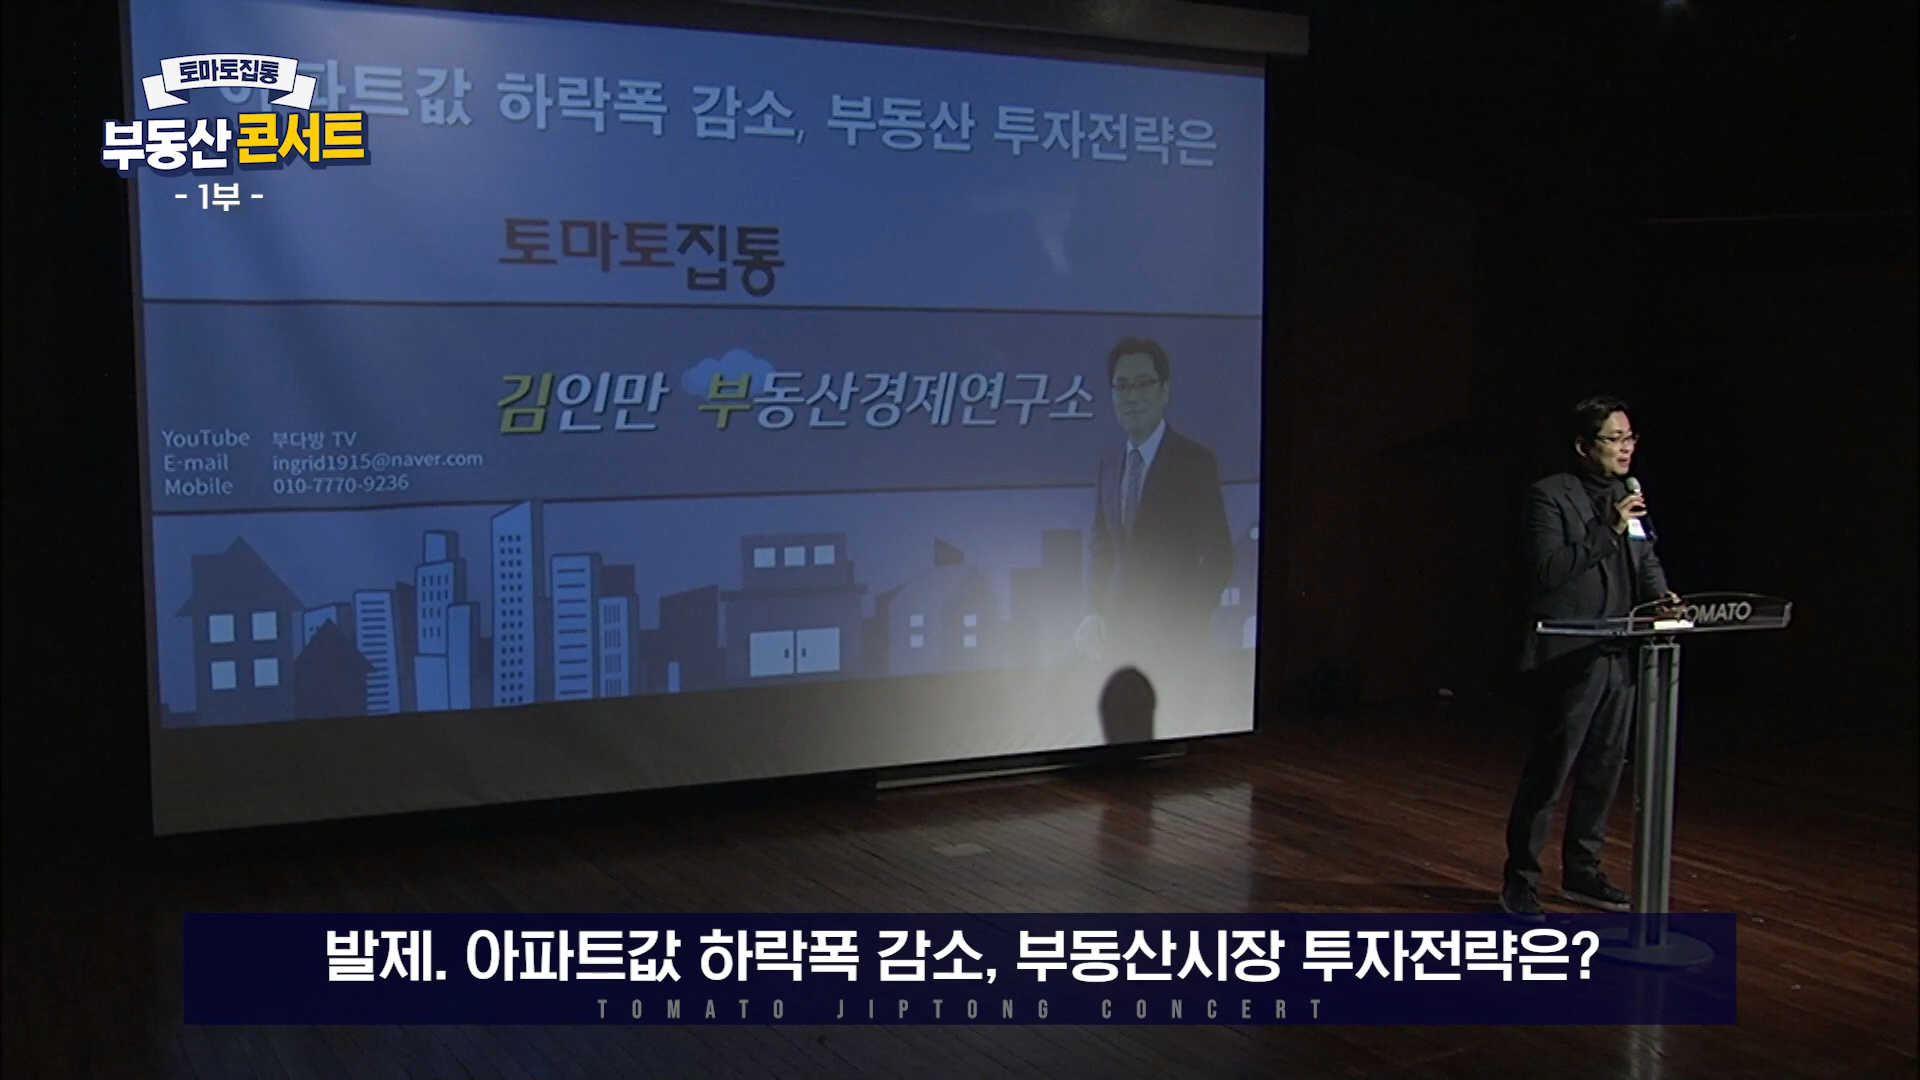 토마토집통
부동산 콘서트
- 1부 -
아파트값 하락폭 감소, 부동산 투자전략은
토마토집통
김인만 부동산경제연구소
YouTube 부다방 TV
E-mail ingrid1915@naver.com
Mobile 010-7770-9236
TOMATO
발제. 아파트값 하락폭 감소, 부동산시장 투자전략은?
TOMATO JIPTONG CONCERT